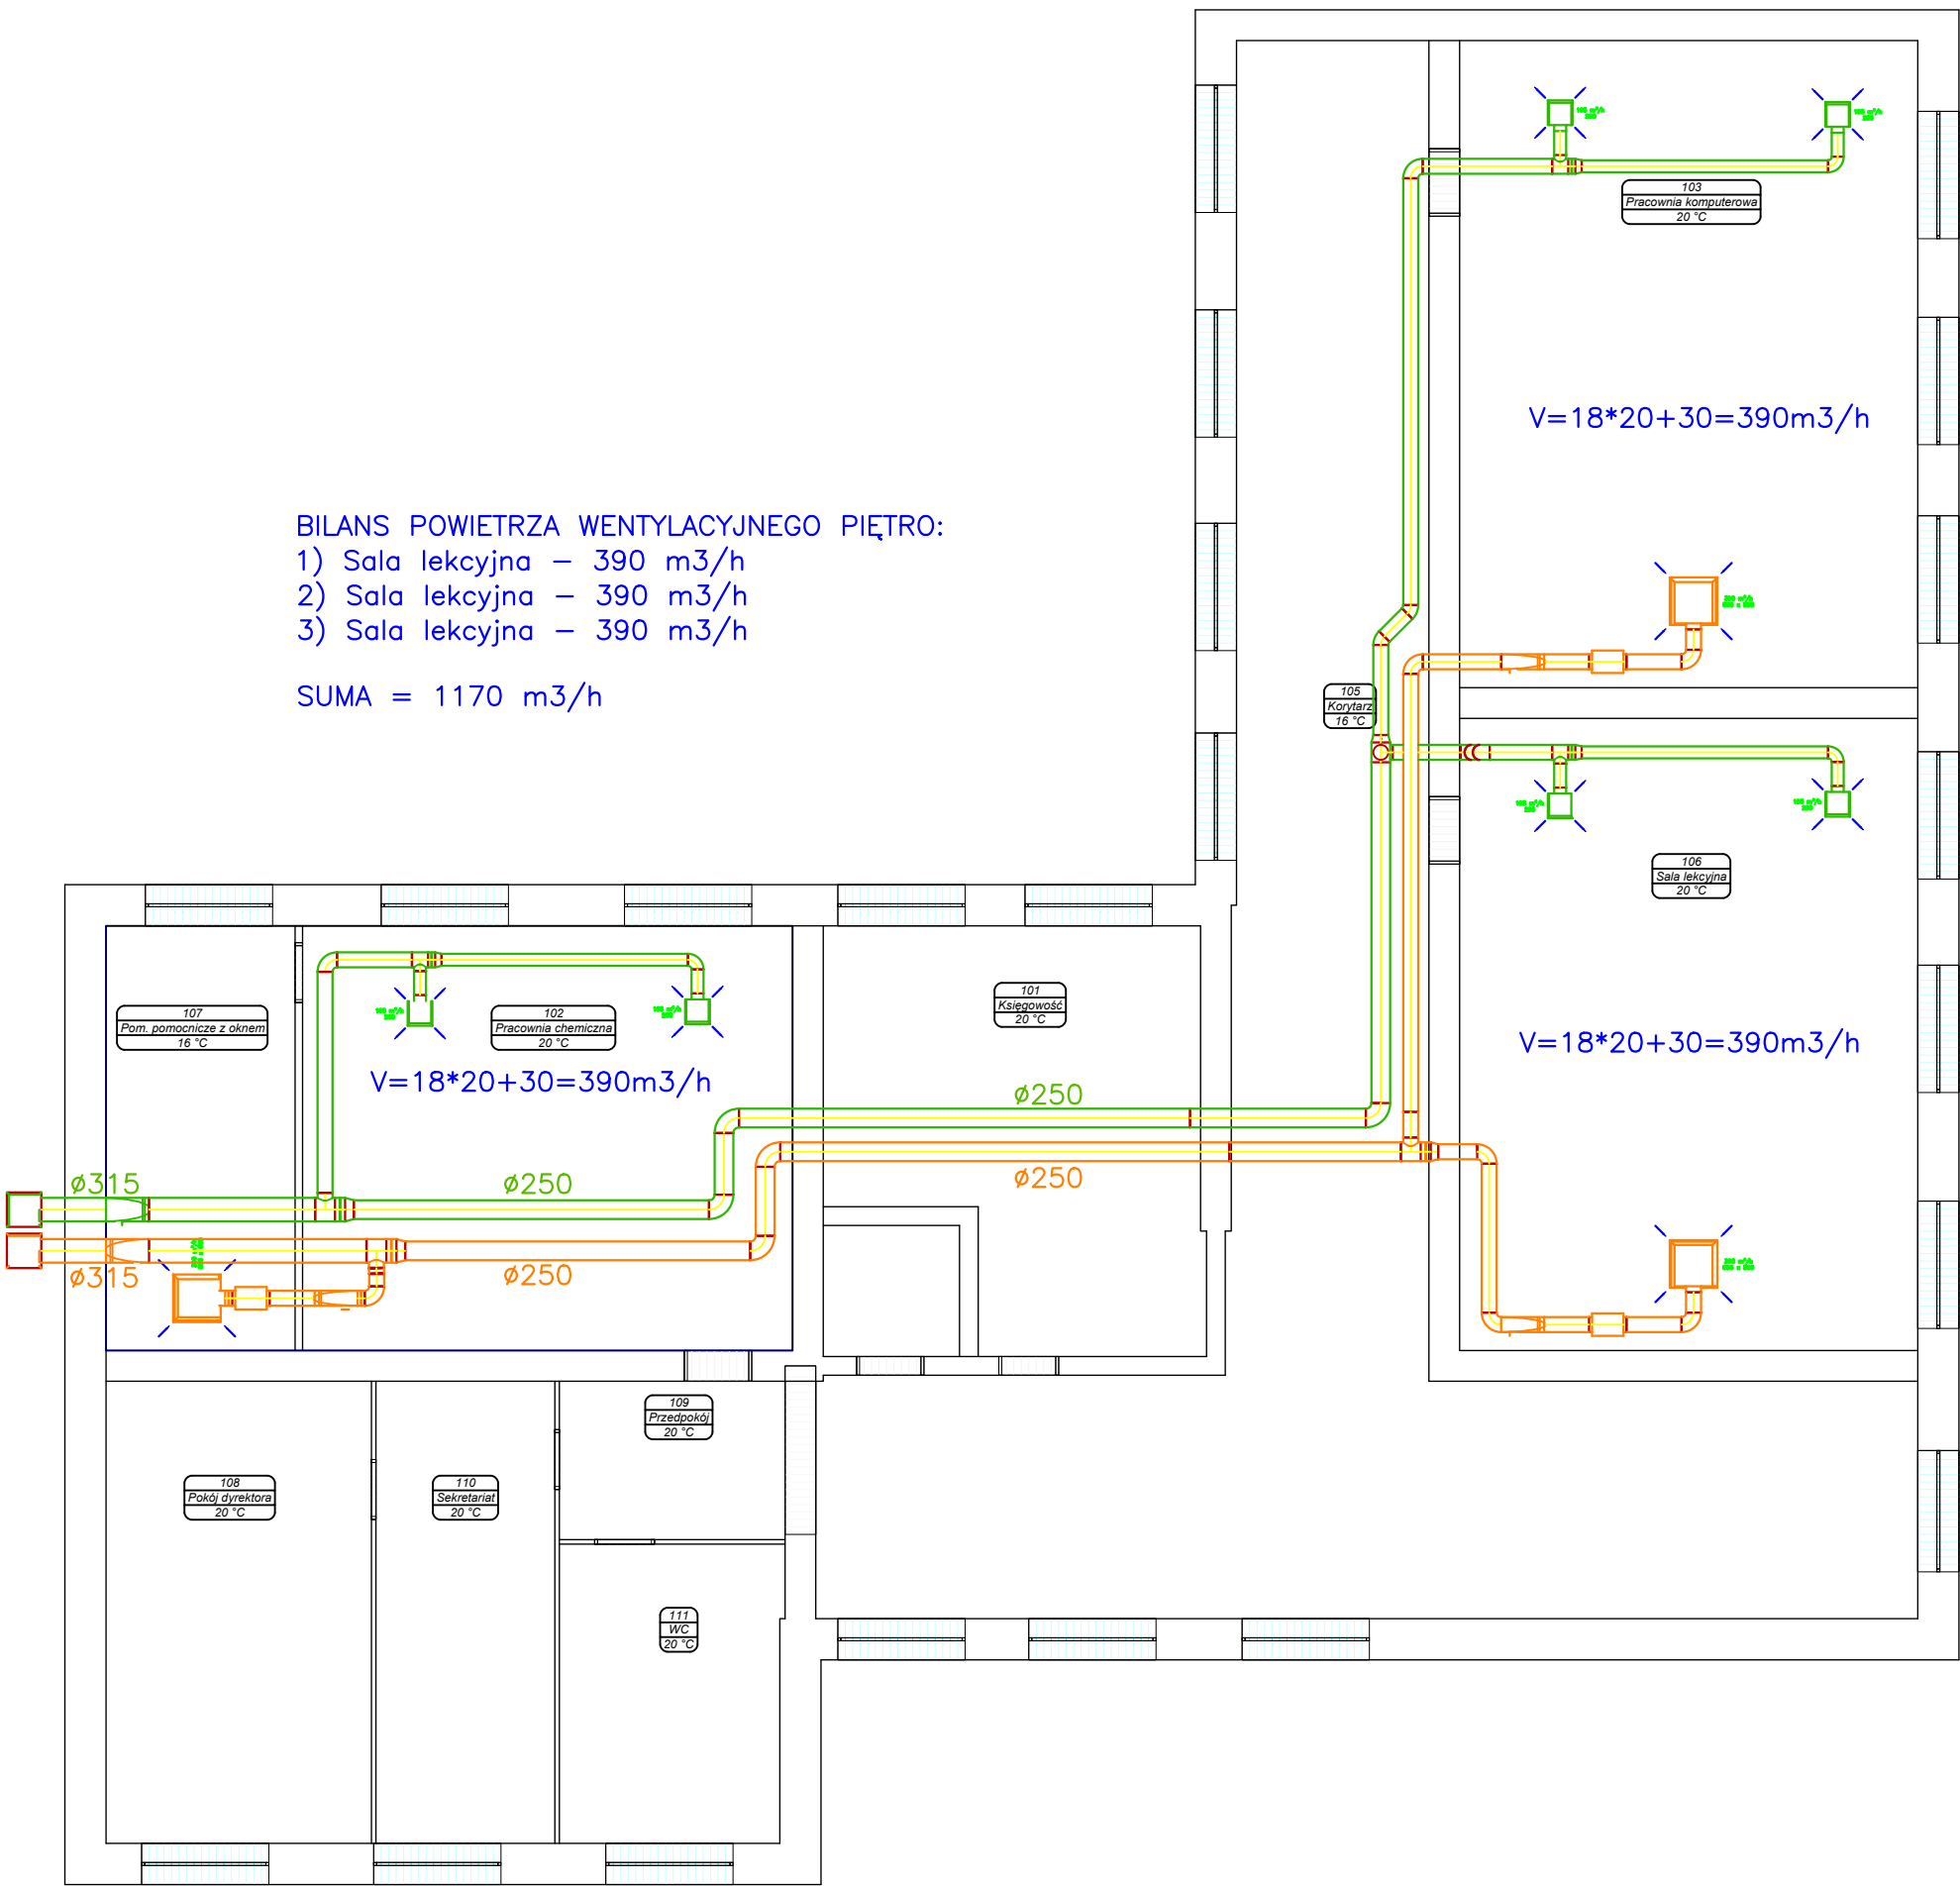 103
Pracownia komputerowa
20 °C
V=18*20+30=390m3/h
BILANS POWIETRZA WENTYLACYJNEGO PIĘTRO:
1) Sala lekcyjna – 390 m3/h
2) Sala lekcyjna – 390 m3/h
3) Sala lekcyjna – 390 m3/h
SUMA = 1170 m3/h
105
Korytarz
16 °C
106
Sala lekcyjna
20 °C
V=18*20+30=390m3/h
107
Pom. pomocnicze z oknem
16 °C
102
Pracownia chemiczna
20 °C
V=18*20+30=390m3/h
101
Księgowość
20 °C
ø250
ø250
ø315
ø250
ø315
ø250
109
Przedpokój
20 °C
108
Pokój dyrektora
20 °C
110
Sekretariat
20 °C
111
WC
20 °C